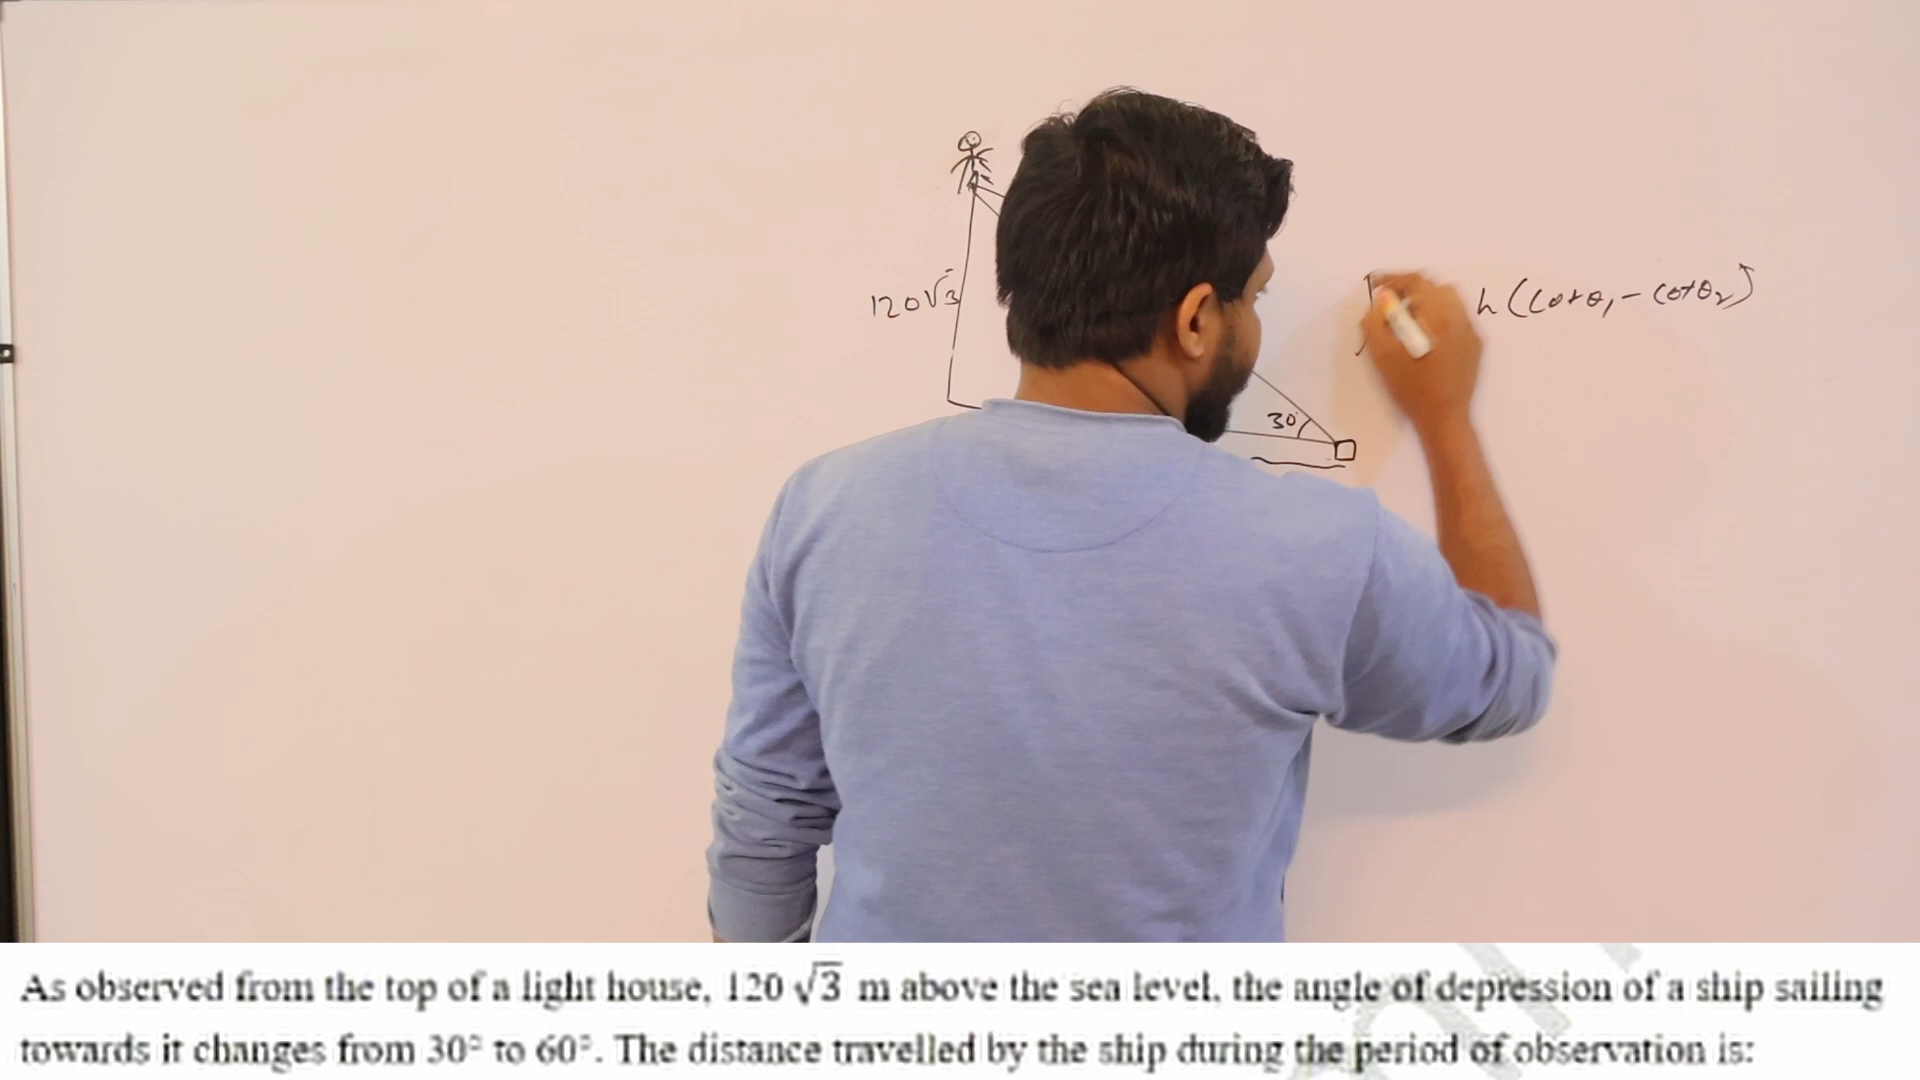 120√3
h(cotθ₁ - cotθ₂)
30°
As observed from the top of a light house, 120 √3 m above the sea level, the angle of depression of a ship sailing
towards it changes from 30° to 60°. The distance travelled by the ship during the period of observation is: